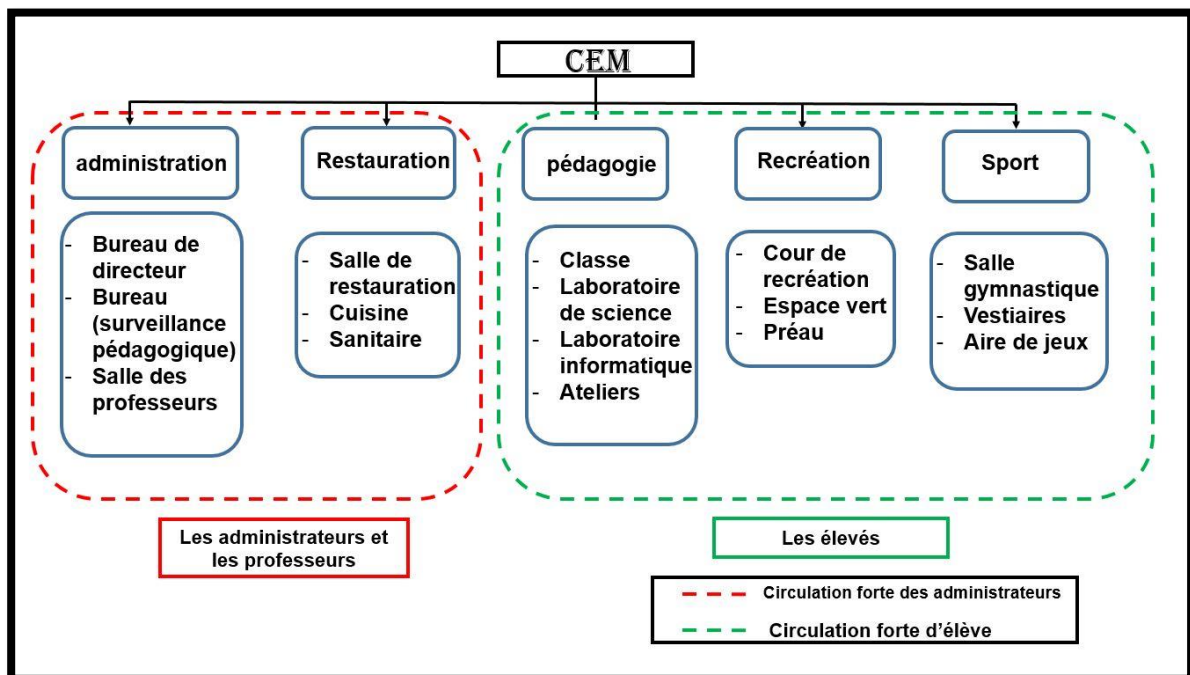 CEM
administration
Restauration
pédagogie
Recréation
Sport
- Bureau de
directeur
- Bureau
(surveillance
pédagogique)
- Salle des
professeurs
- Salle de
restauration
- Cuisine
- Sanitaire
- Classe
- Laboratoire
de science
- Laboratoire
informatique
- Ateliers
- Cour de
recréation
- Espace vert
- Préau
- Salle
gymnastique
- Vestiaires
- Aire de jeux
Les administrateurs et
les professeurs
Les élevés
Circulation forte des administrateurs
Circulation forte d’élève